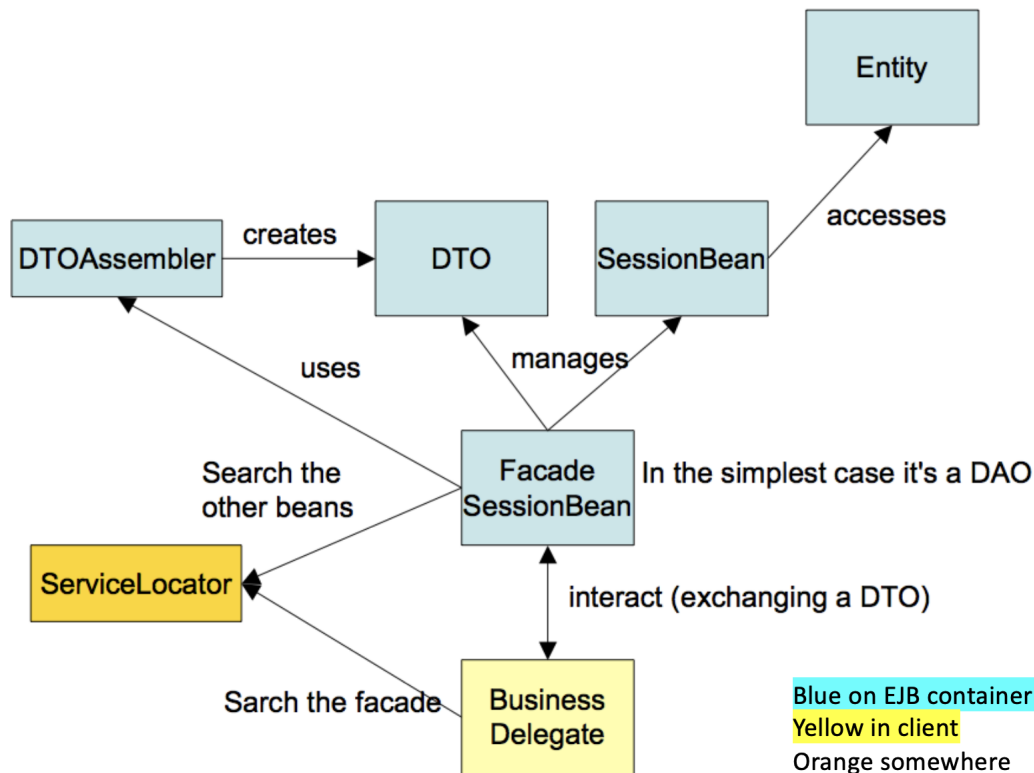 Entity
accesses
creates
DTOAssembler
DTO
SessionBean
manages
uses
Search the
other beans
Facade
SessionBean
In the simplest case it's a DAO
ServiceLocator
interact (exchanging a DTO)
Sarch the facade
Business
Delegate
Blue on EJB container
Yellow in client
Orange somewhere